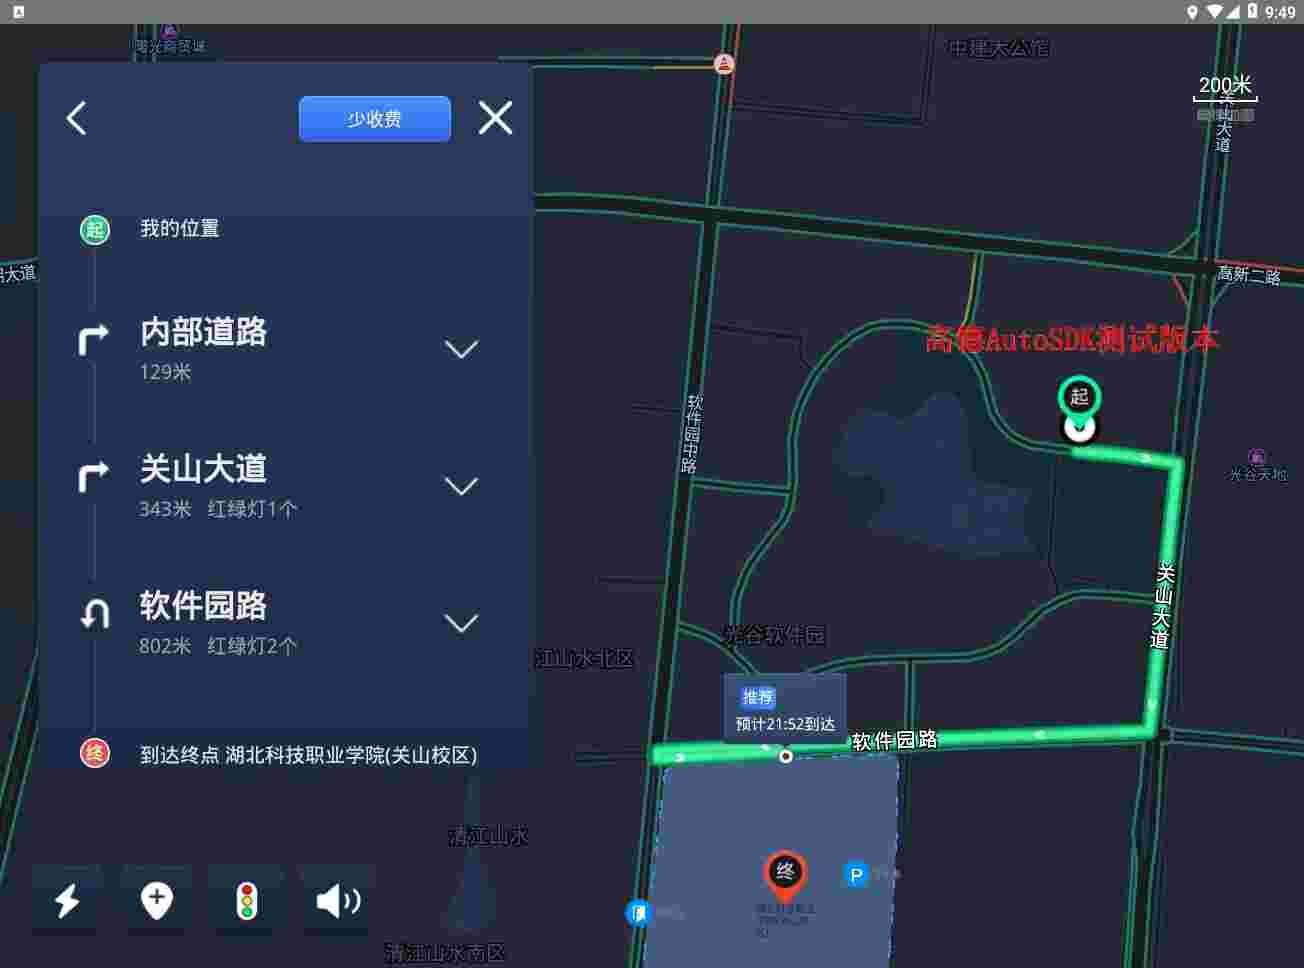 9:49
曙光商贸城
中建大公馆
200米
关山大道
少收费
起
我的位置
明大道
高新二路
内部道路
129米
高德AutoSDK测试版本
起
软件园中路
关山大道
343米 红绿灯1个
光谷天地
关山大道
软件园路
802米 红绿灯2个
光谷软件园
江山水北区
推荐
预计21:52到达
软件园路
终
到达终点 湖北科技职业学院(关山校区)
清江山水
终
P
清江山水南区